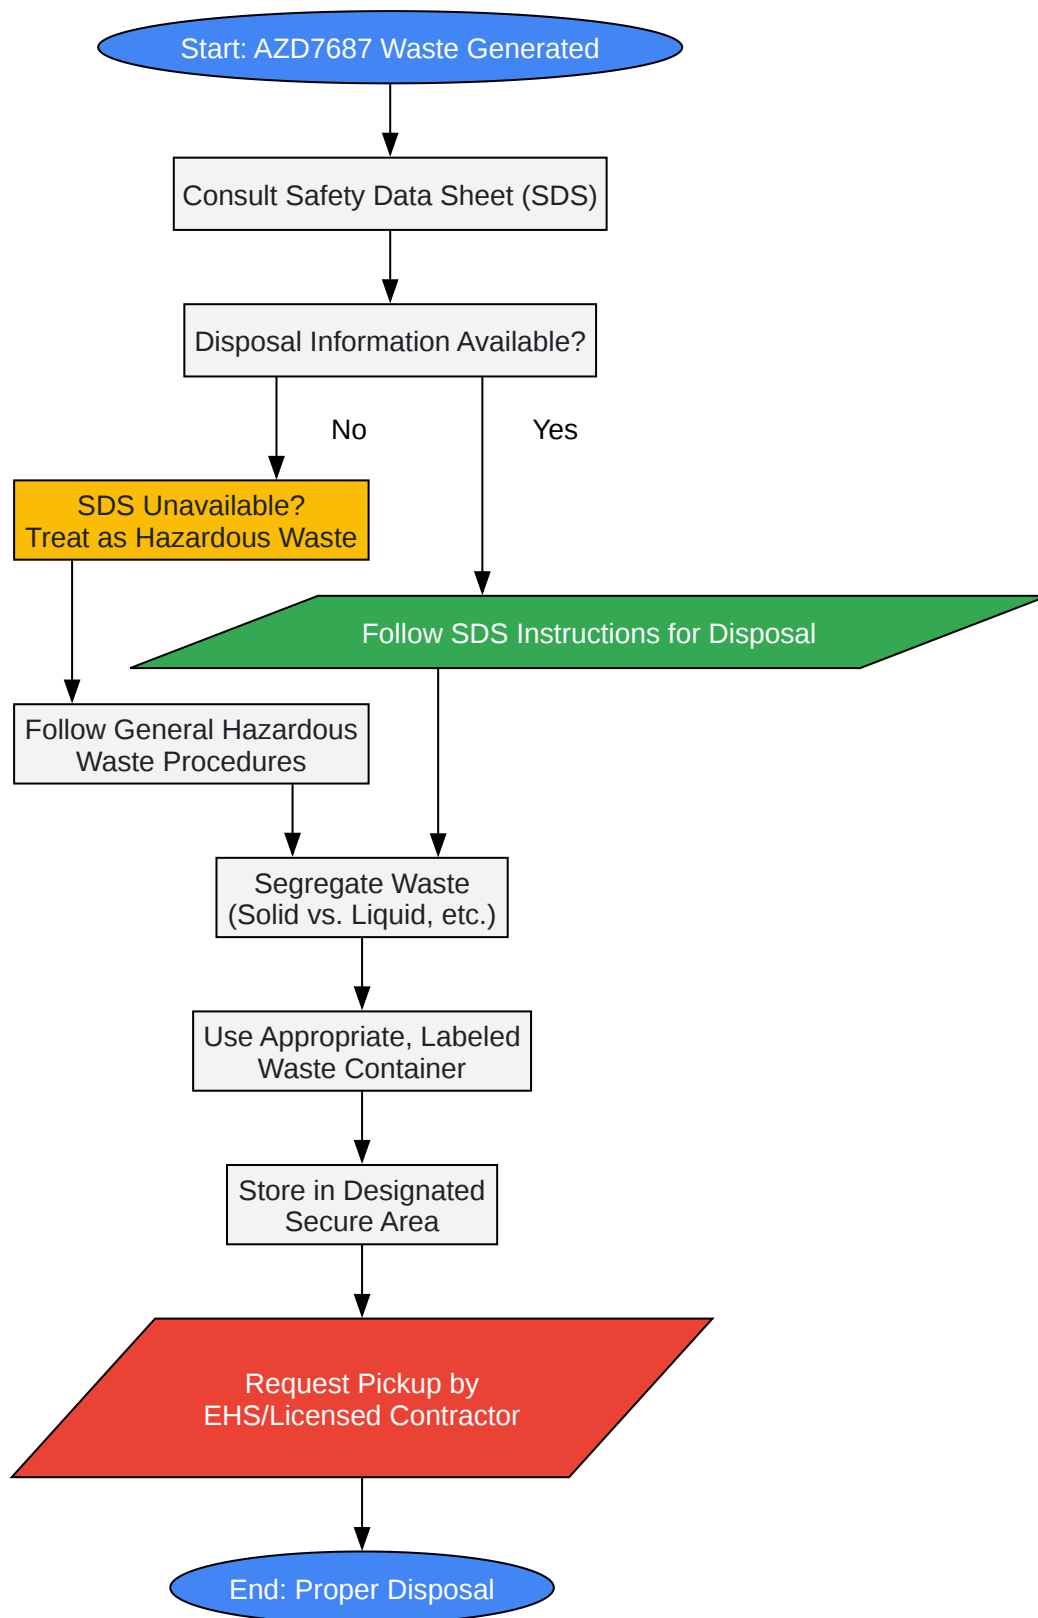 Start: AZD7687 Waste Generated
Consult Safety Data Sheet (SDS)
Disposal Information Available?
No
Yes
SDS Unavailable?
Treat as Hazardous Waste
Follow SDS Instructions for Disposal
Follow General Hazardous
Waste Procedures
Segregate Waste
(Solid vs. Liquid, etc.)
Use Appropriate, Labeled
Waste Container
Store in Designated
Secure Area
Request Pickup by
EHS/Licensed Contractor
End: Proper Disposal